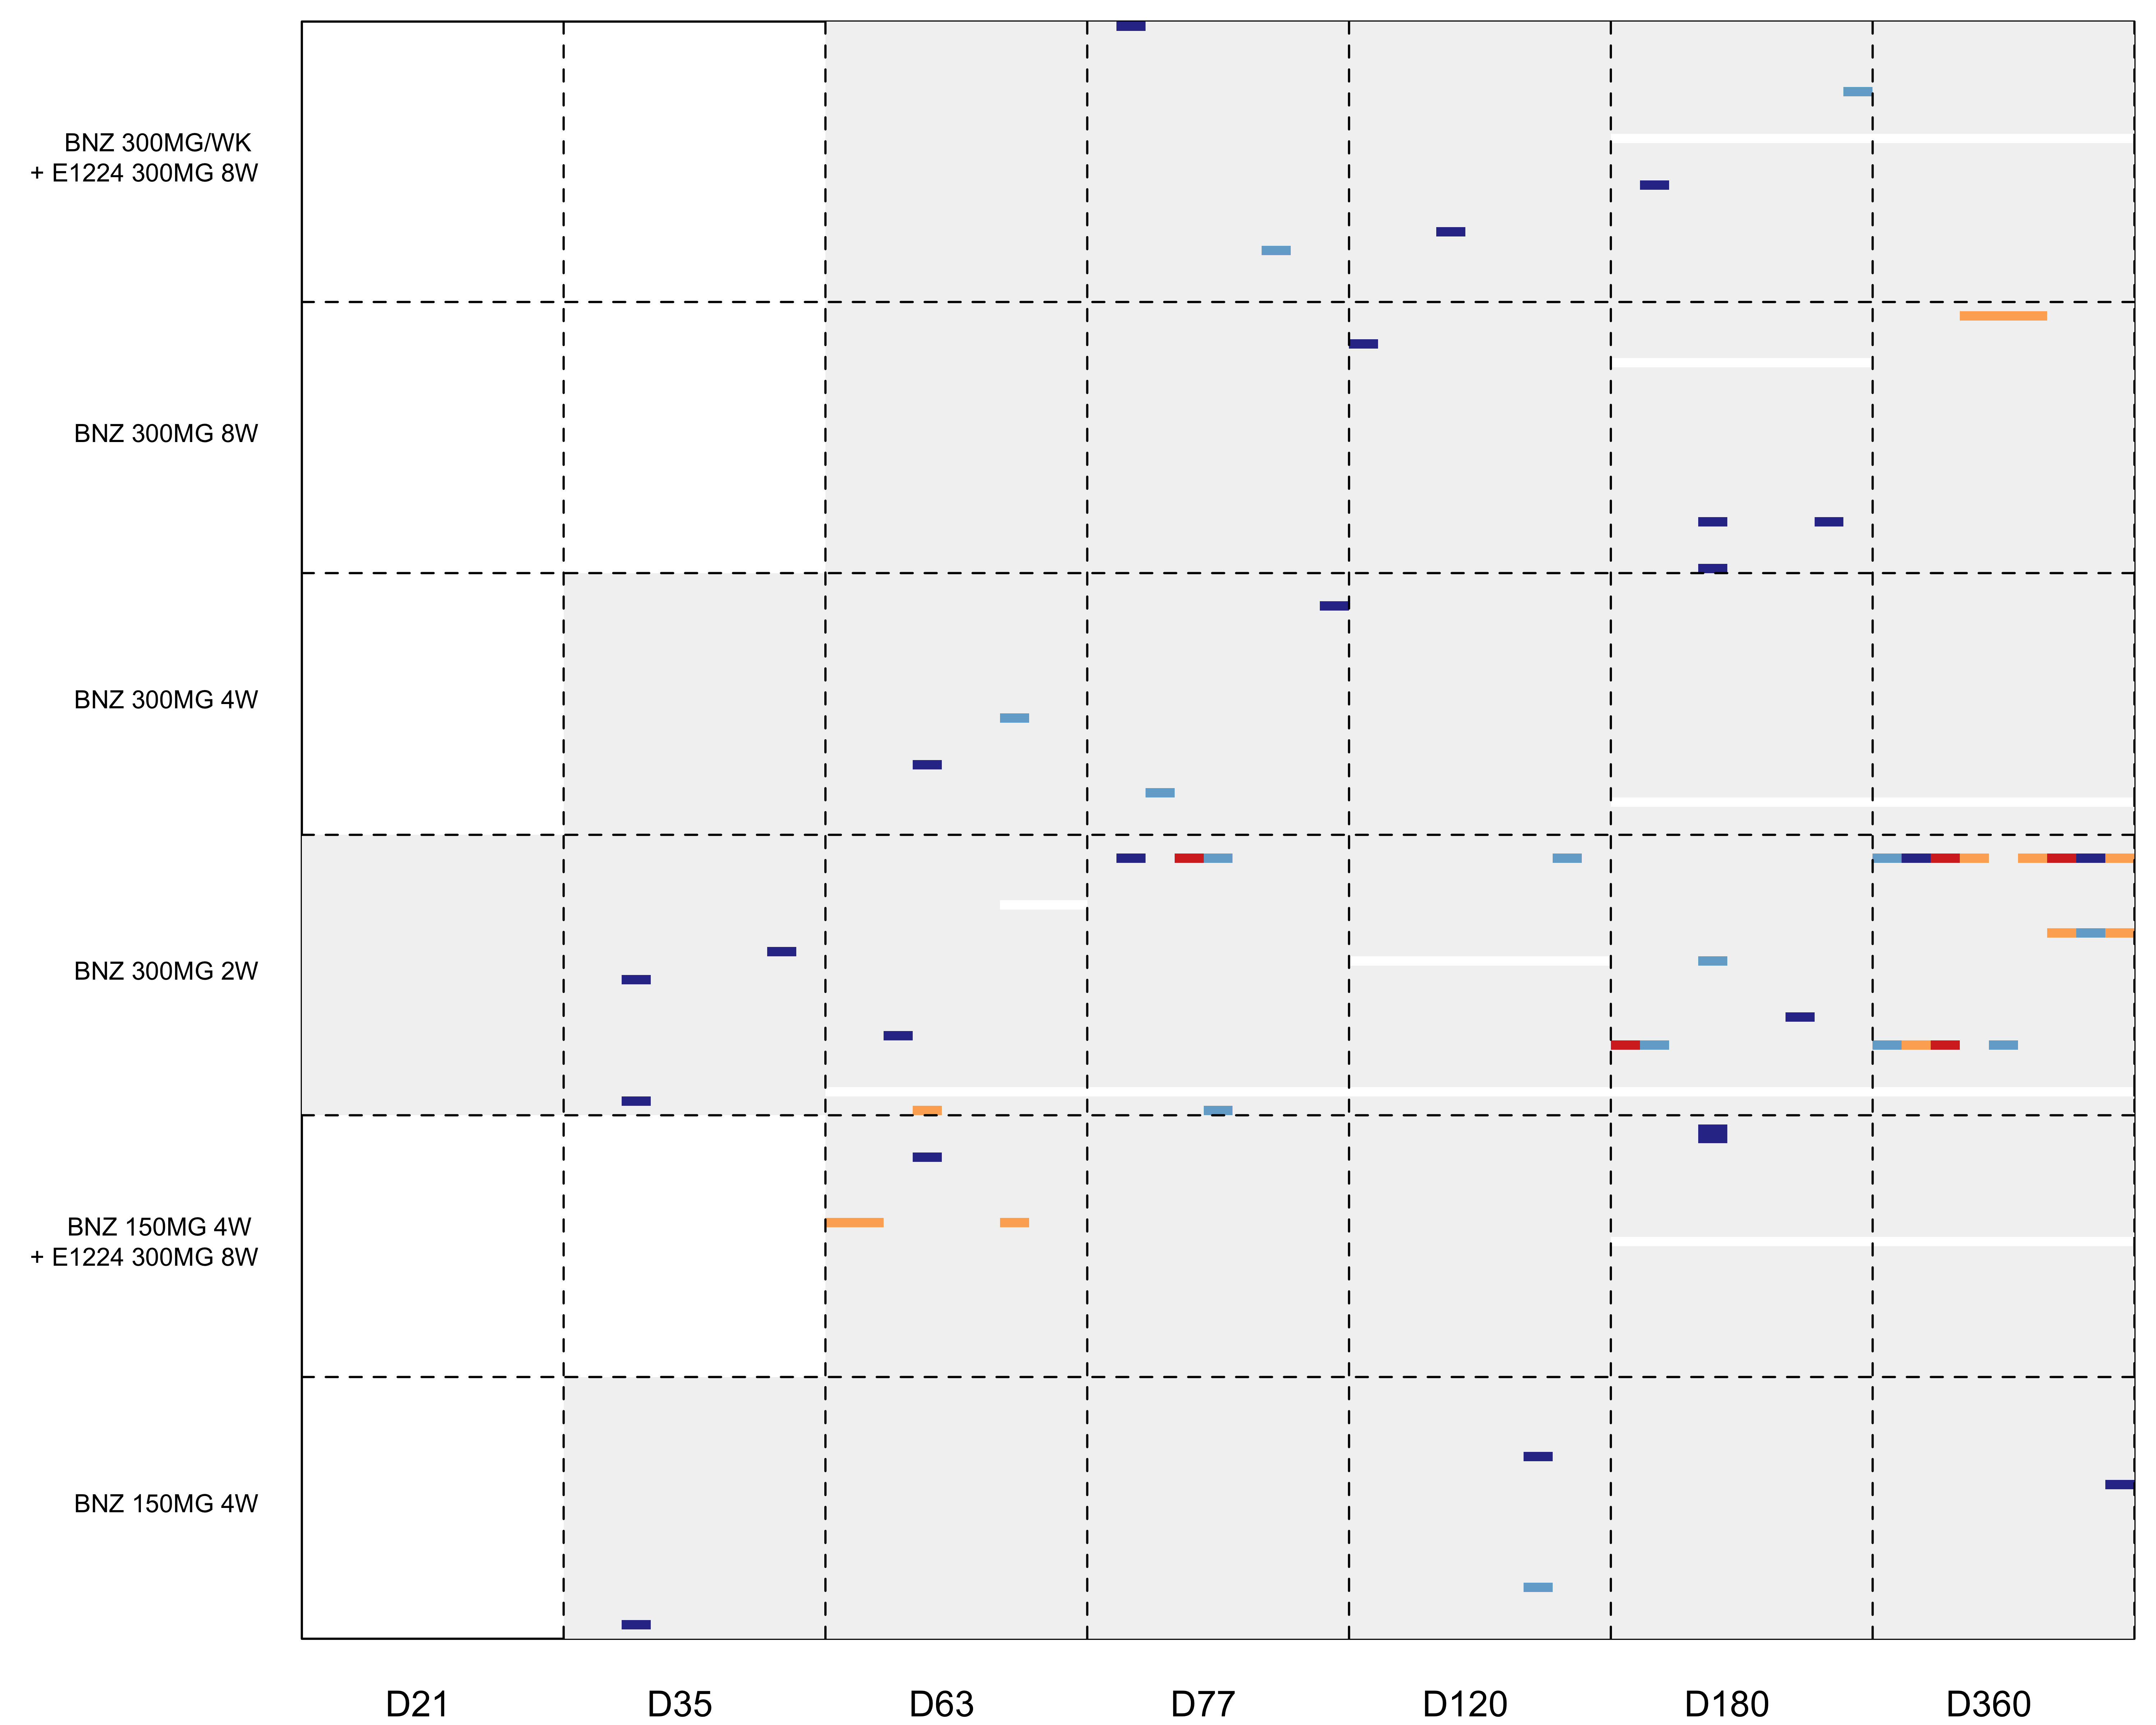 BNZ 300MG/WK
+ E1224 300MG 8W
BNZ 300MG 8W
BNZ 300MG 4W
BNZ 300MG 2W
BNZ 150MG 4W
+ E1224 300MG 8W
BNZ 150MG 4W
D21 D35 D63 D77 D120 D180 D360